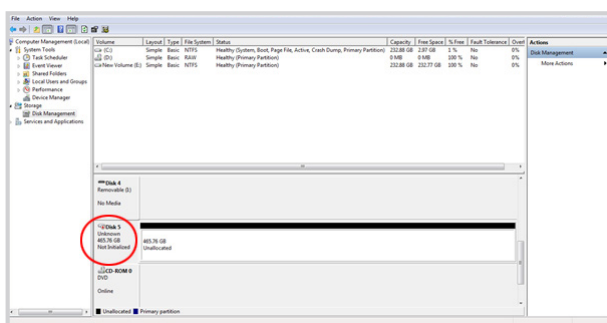 File Action View Help
Computer Management (Local)
System Tools
Task Scheduler
Event Viewer
Shared Folders
Local Users and Groups
Performance
Device Manager
Storage
Disk Management
Services and Applications
Volume Layout Type File System Status Capacity Free Space % Free Fault Tolerance Overl
(C:) Simple Basic NTFS Healthy (System, Boot, Page File, Active, Crash Dump, Primary Partition) 232.88 GB 2.97 GB 1 % No 0%
(D:) Simple Basic RAW Healthy (Primary Partition) 0 MB 0 MB 100 % No 0%
New Volume (E:) Simple Basic NTFS Healthy (Primary Partition) 232.88 GB 232.77 GB 100 % No 0%
Actions
Disk Management
More Actions
Disk 4
Removable
No Media
Disk 5
Unknown
465.76 GB
Not Initialized
465.76 GB
Unallocated
CD-ROM 0
DVD
Online
Unallocated Primary partition